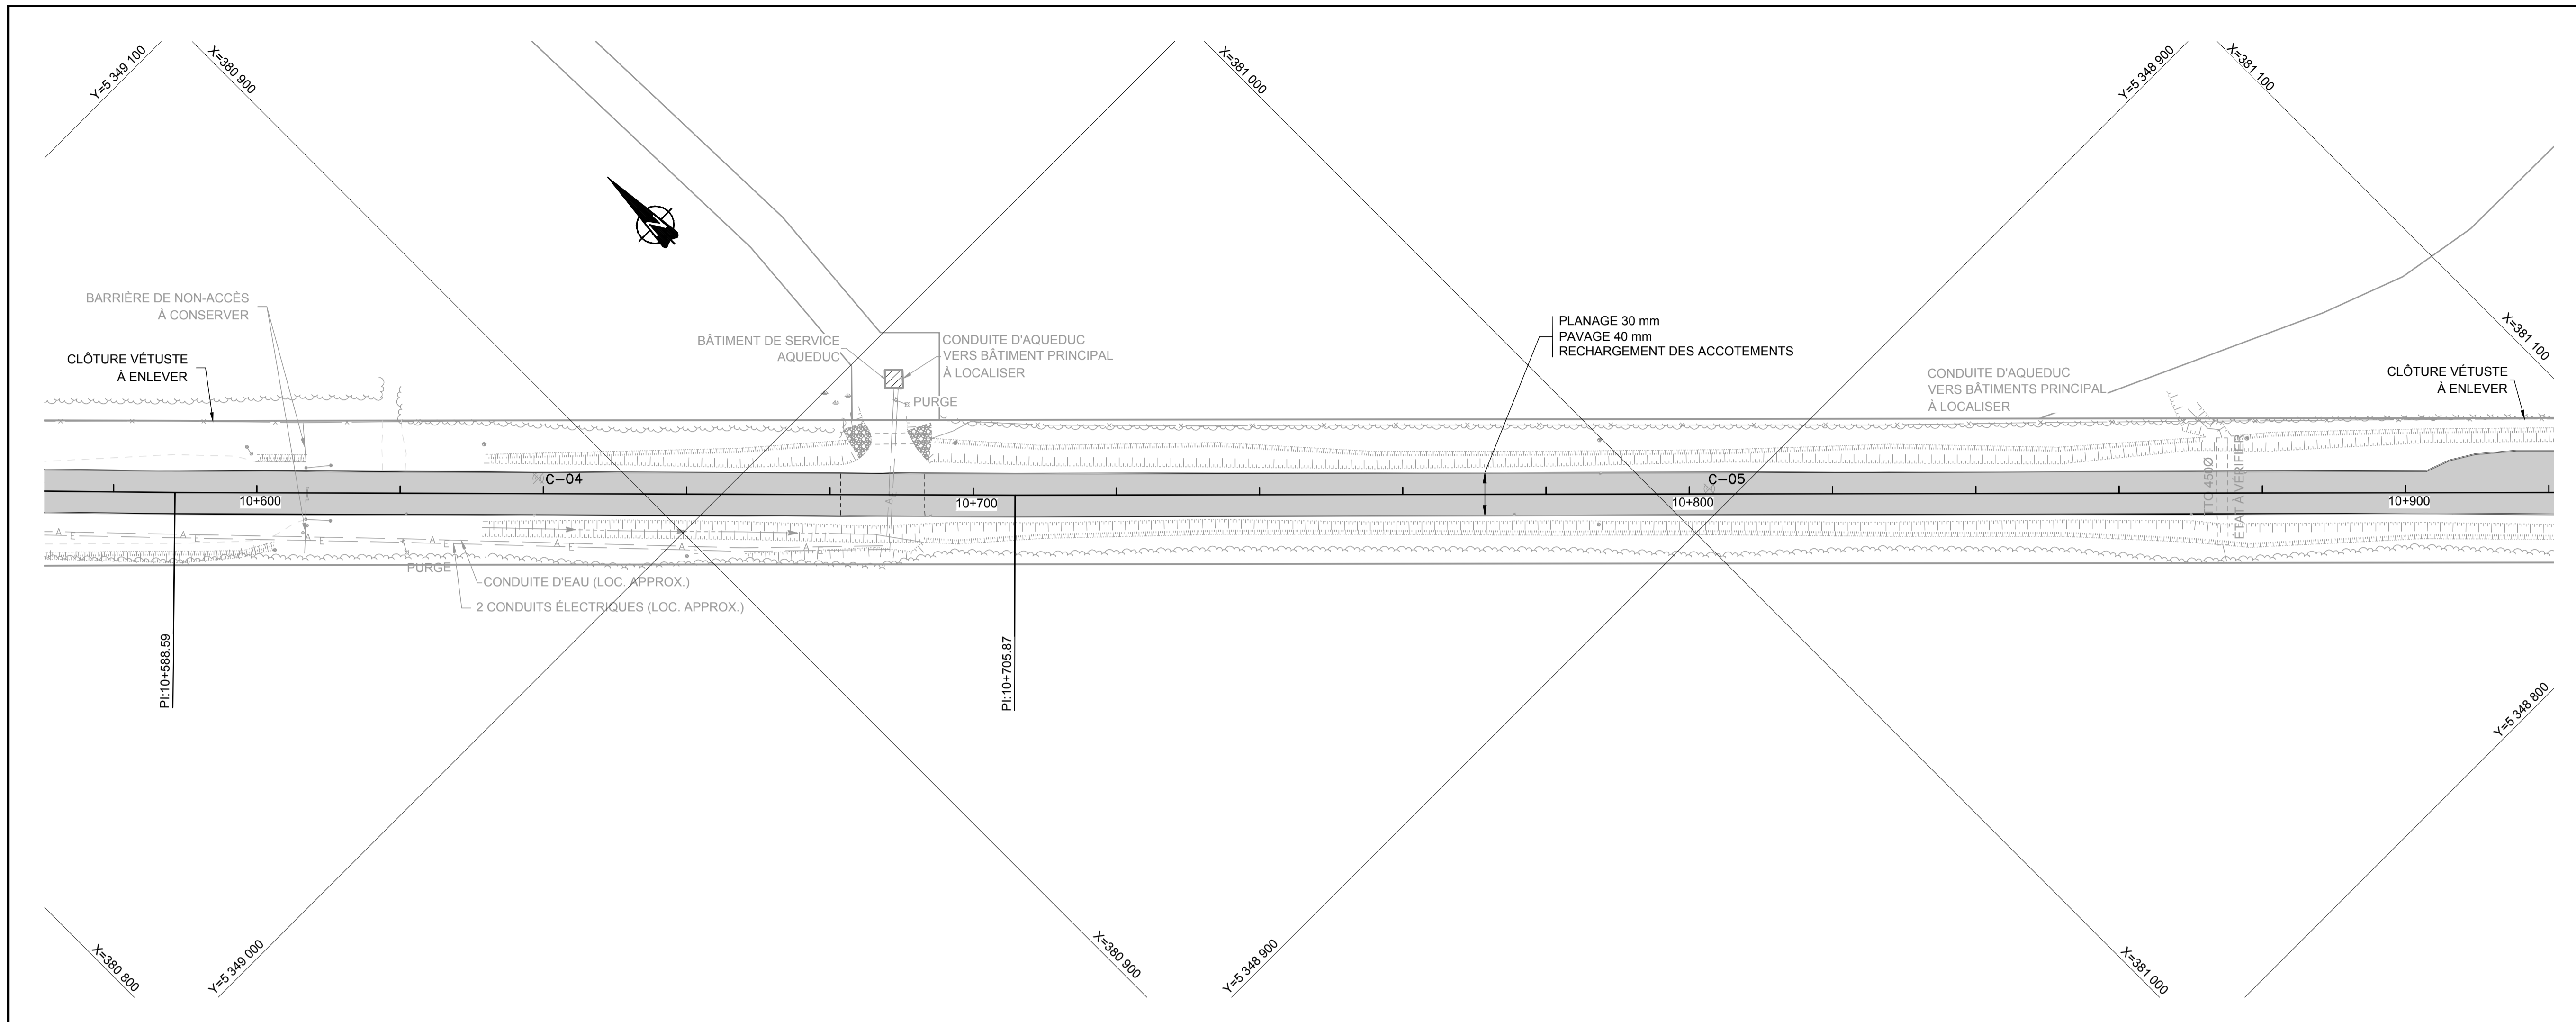 Y=5 349 100
X=380 900
X=381 000
Y=5 348 900
X=381 100
N
BARRIÈRE DE NON-ACCÈS
À CONSERVER
CLÔTURE VÉTUSTE
À ENLEVER
BÂTIMENT DE SERVICE
AQUEDUC
CONDUITE D'AQUEDUC
VERS BÂTIMENT PRINCIPAL
À LOCALISER
PURGE
PLANAGE 30 mm
PAVAGE 40 mm
RECHARGEMENT DES ACCOTEMENTS
CONDUITE D'AQUEDUC
VERS BÂTIMENTS PRINCIPAL
À LOCALISER
X=381 100
CLÔTURE VÉTUSTE
À ENLEVER
C-04
C-05
10+600
10+700
10+800
10+900
TTO 450Ø
ÉTAT À VÉRIFIER
A E A E A E A E A E A E
PURGE
CONDUITE D'EAU (LOC. APPROX.)
2 CONDUITS ÉLECTRIQUES (LOC. APPROX.)
PI:10+588.59
PI:10+705.87
X=380 800
Y=5 349 000
X=380 900
Y=5 348 900
X=381 000
Y=5 348 800